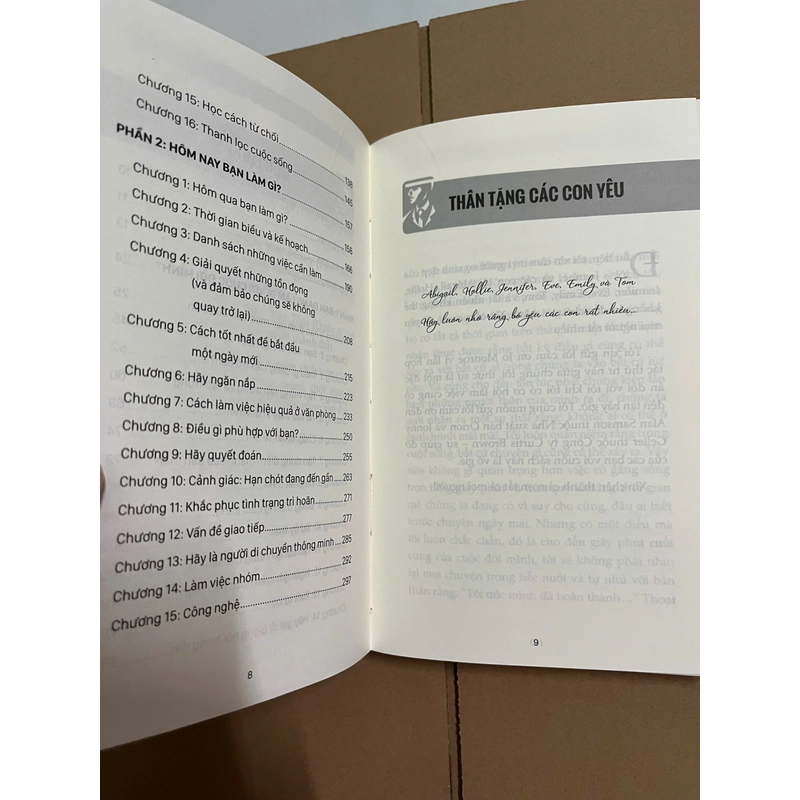 Chương 15: Học cách từ chối
Chương 16: Thanh lọc cuộc sống
138
145
PHẦN 2: HÔM NAY BẠN LÀM GÌ?
157
Chương 1: Hôm qua bạn làm gì?
158
Chương 2: Thời gian biểu và kế hoạch
166
Chương 3: Danh sách những việc cần làm
190
Chương 4: Giải quyết những tồn đọng
(và đảm bảo chúng sẽ không
quay trở lại)
208
Chương 5: Cách tốt nhất để bắt đầu
một ngày mới
215
Chương 6: Hãy ngăn nắp
223
Chương 7: Cách làm việc hiệu quả ở văn phòng
233
Chương 8: Điều gì phù hợp với bạn?
250
Chương 9: Hãy quyết đoán
255
Chương 10: Cảnh giác: Hạn chót đang đến gần
263
Chương 11: Khắc phục tình trạng trì hoãn
271
Chương 12: Vấn đề giao tiếp
277
Chương 13: Hãy là người di chuyển thông minh
285
Chương 14: Làm việc nhóm
292
Chương 15: Công nghệ
297
8
THÂN TẶNG CÁC CON YÊU
Abigail, Hollie, Jennifer, Eve, Emily, và Tom
Hãy luôn nhớ rằng bố yêu các con rất nhiều...
9